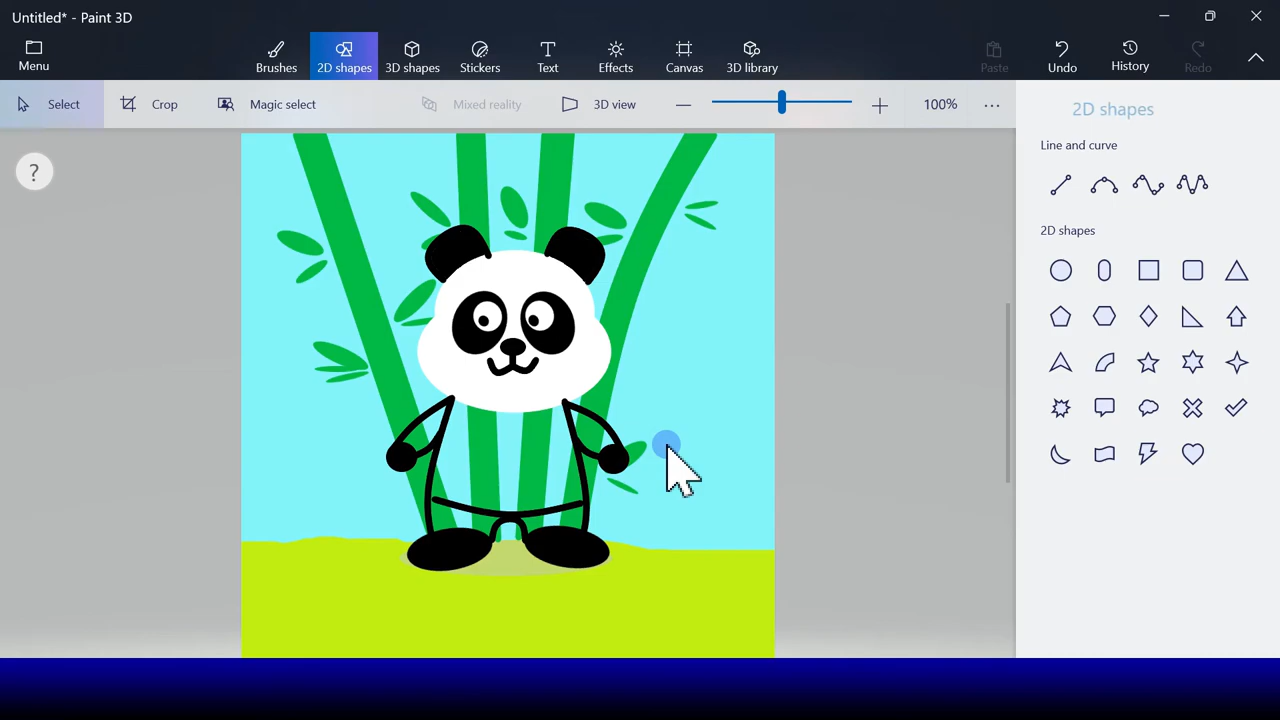 Untitled* - Paint 3D
Menu
Brushes
2D shapes
3D shapes
Stickers
Text
Effects
Canvas
3D library
Paste
Undo
History
Redo
Select
Crop
Magic select
Mixed reality
3D view
100%
?
2D shapes
Line and curve
2D shapes